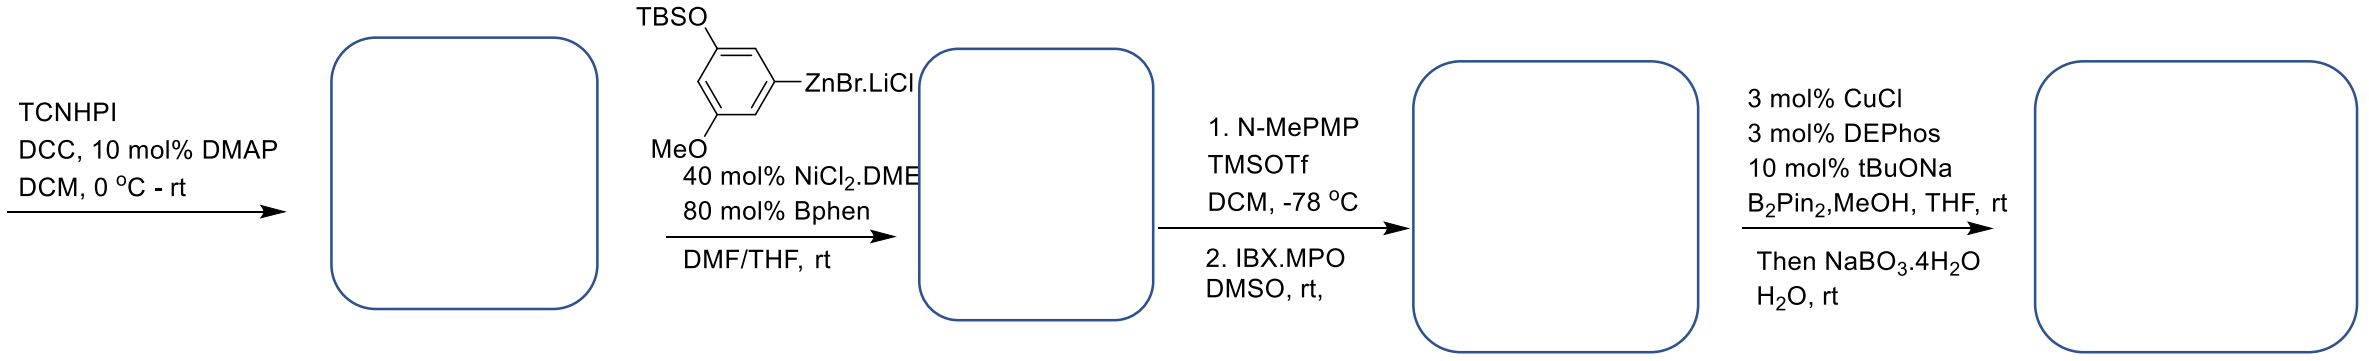 TCNHPI
DCC, 10 mol% DMAP
DCM, 0 °C - rt
TBSO
ZnBr.LiCl
MeO
40 mol% NiCl₂.DME
80 mol% Bphen
DMF/THF, rt
1. N-MePMP
TMSOTf
DCM, -78 °C
2. IBX.MPO
DMSO, rt,
3 mol% CuCl
3 mol% DEPhos
10 mol% tBuONa
B₂Pin₂,MeOH, THF, rt
Then NaBO₃.4H₂O
H₂O, rt